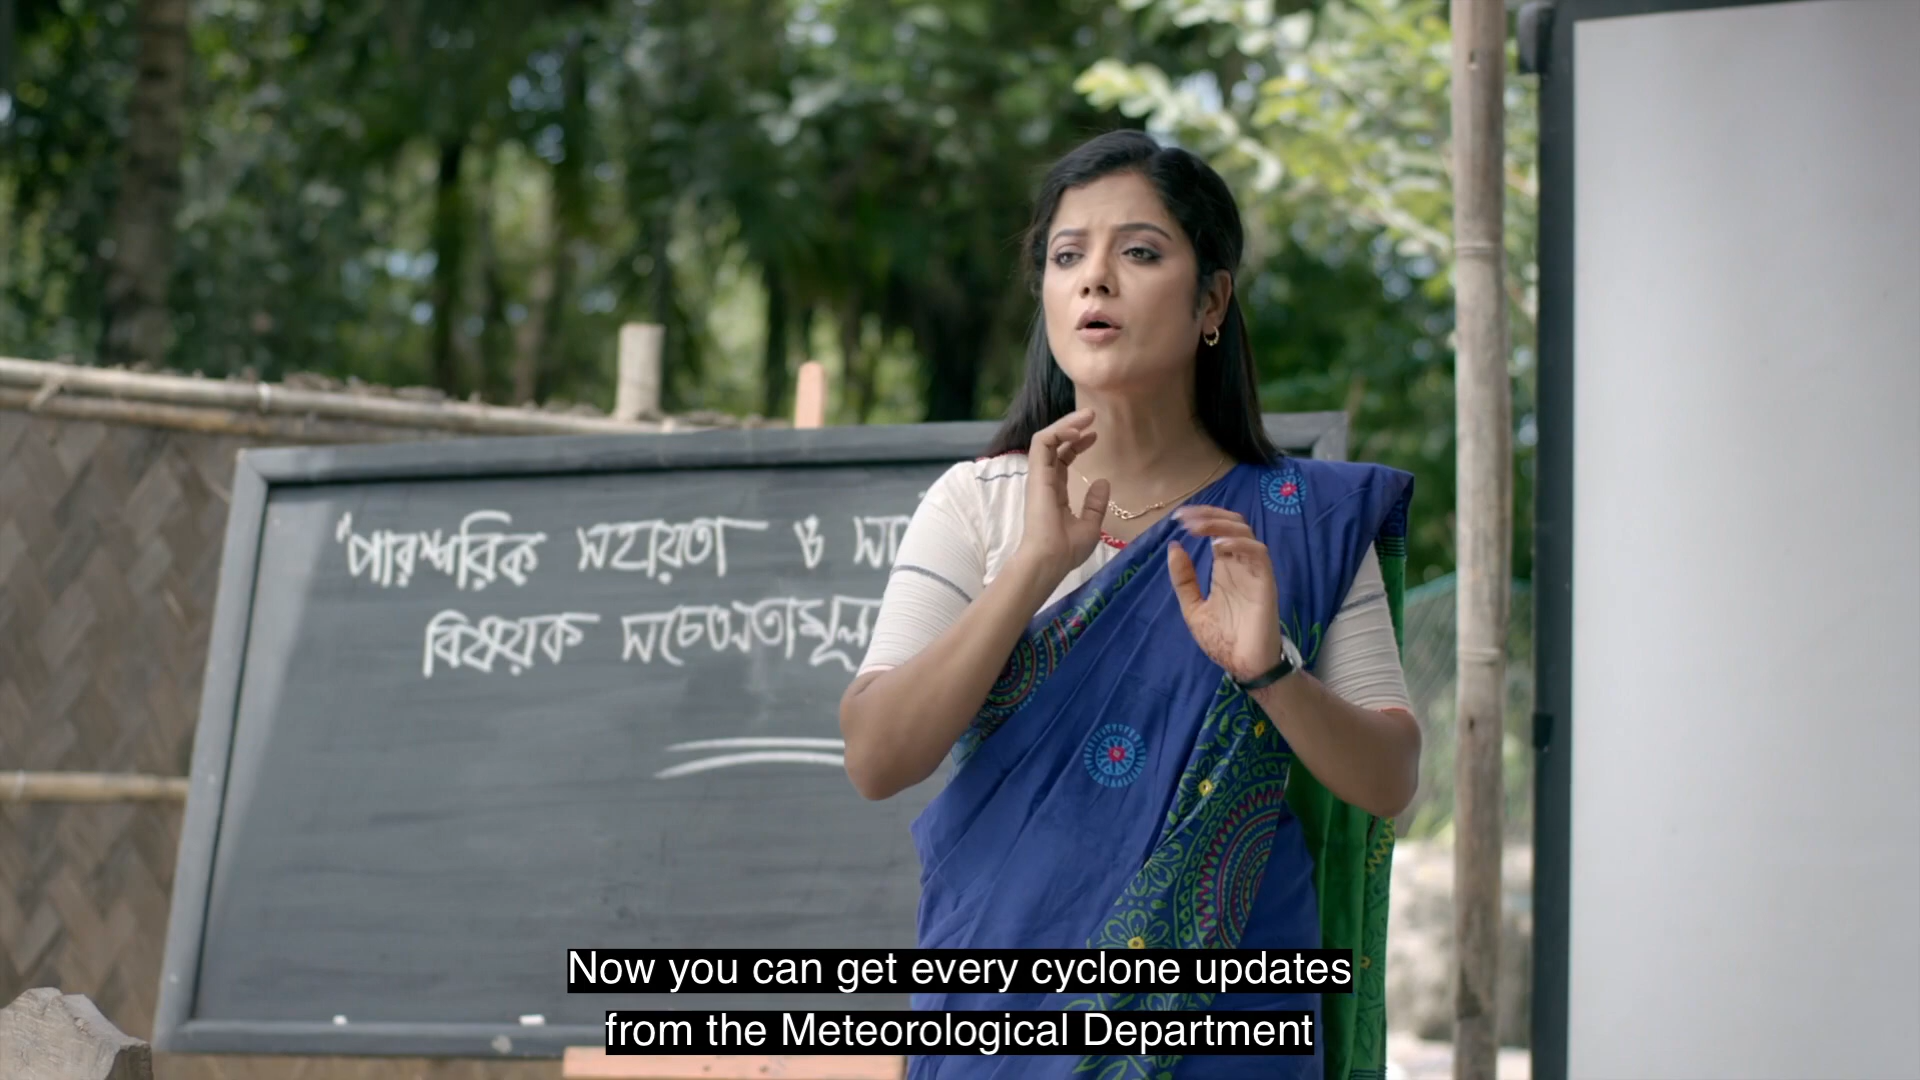 "পারস্পরিক সহায়তা ও
বিষয়ক সচেতনতামূল
Now you can get every cyclone updates
from the Meteorological Department